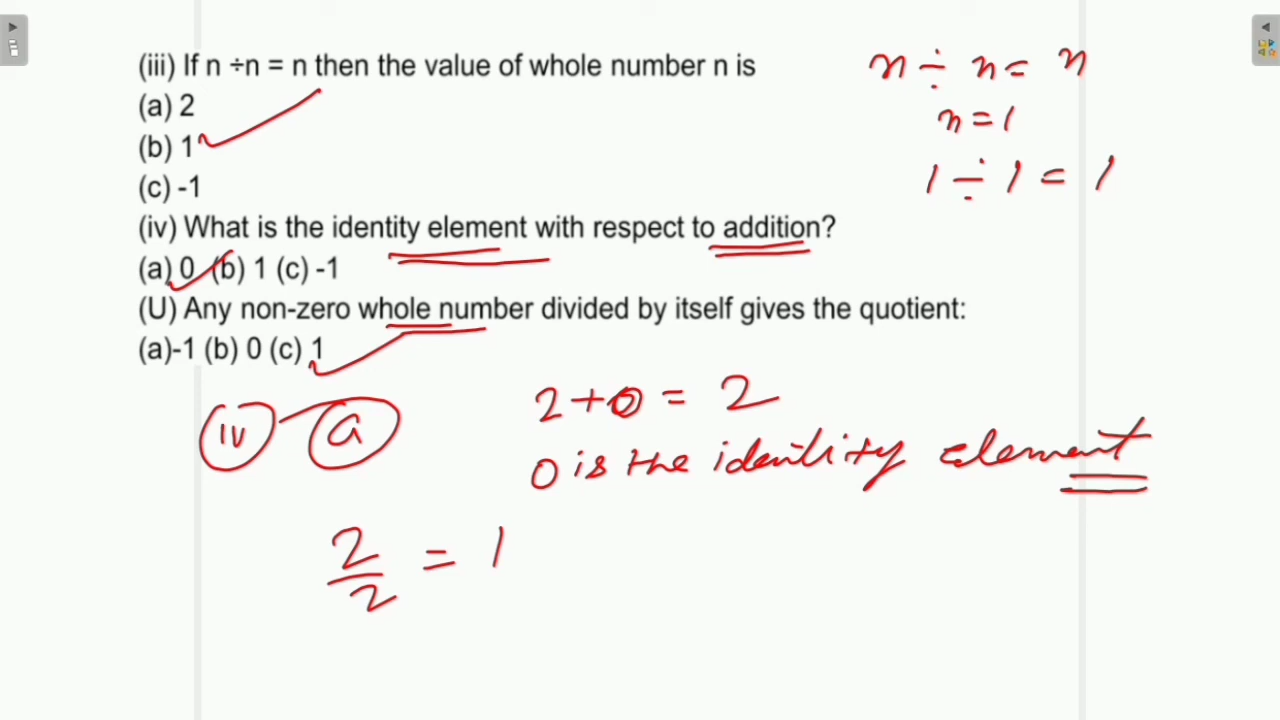 (iii) If n ÷n = n then the value of whole number n is
(a) 2
(b) 1
(c) -1
(iv) What is the identity element with respect to addition?
(a) 0 (b) 1 (c) -1
(U) Any non-zero whole number divided by itself gives the quotient:
(a)-1 (b) 0 (c) 1
n ÷ n = n
n = 1
1 ÷ 1 = 1
iv a
2 + 0 = 2
0 is the identity element
2/2 = 1